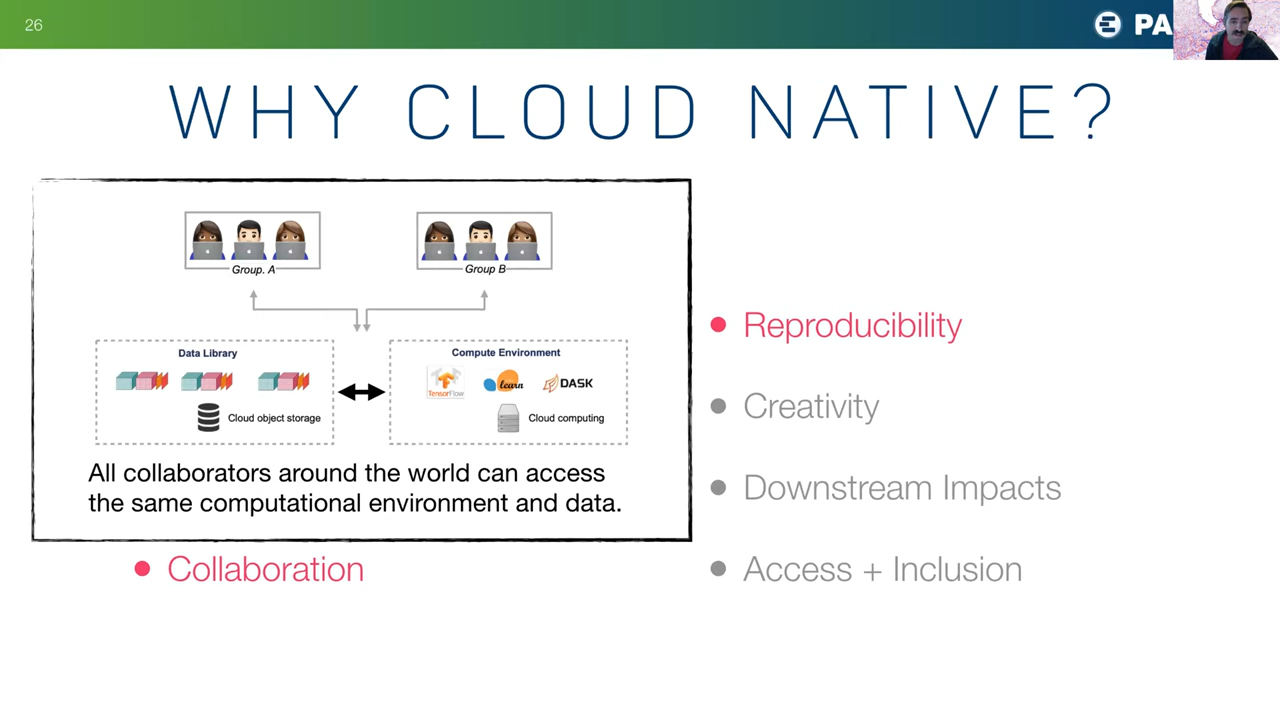 26
PA
WHY CLOUD NATIVE?
Group. A
Group B
Data Library
Cloud object storage
Compute Environment
TensorFlow
learn
DASK
Cloud computing
All collaborators around the world can access
the same computational environment and data.
• Collaboration
• Reproducibility
• Creativity
• Downstream Impacts
• Access + Inclusion